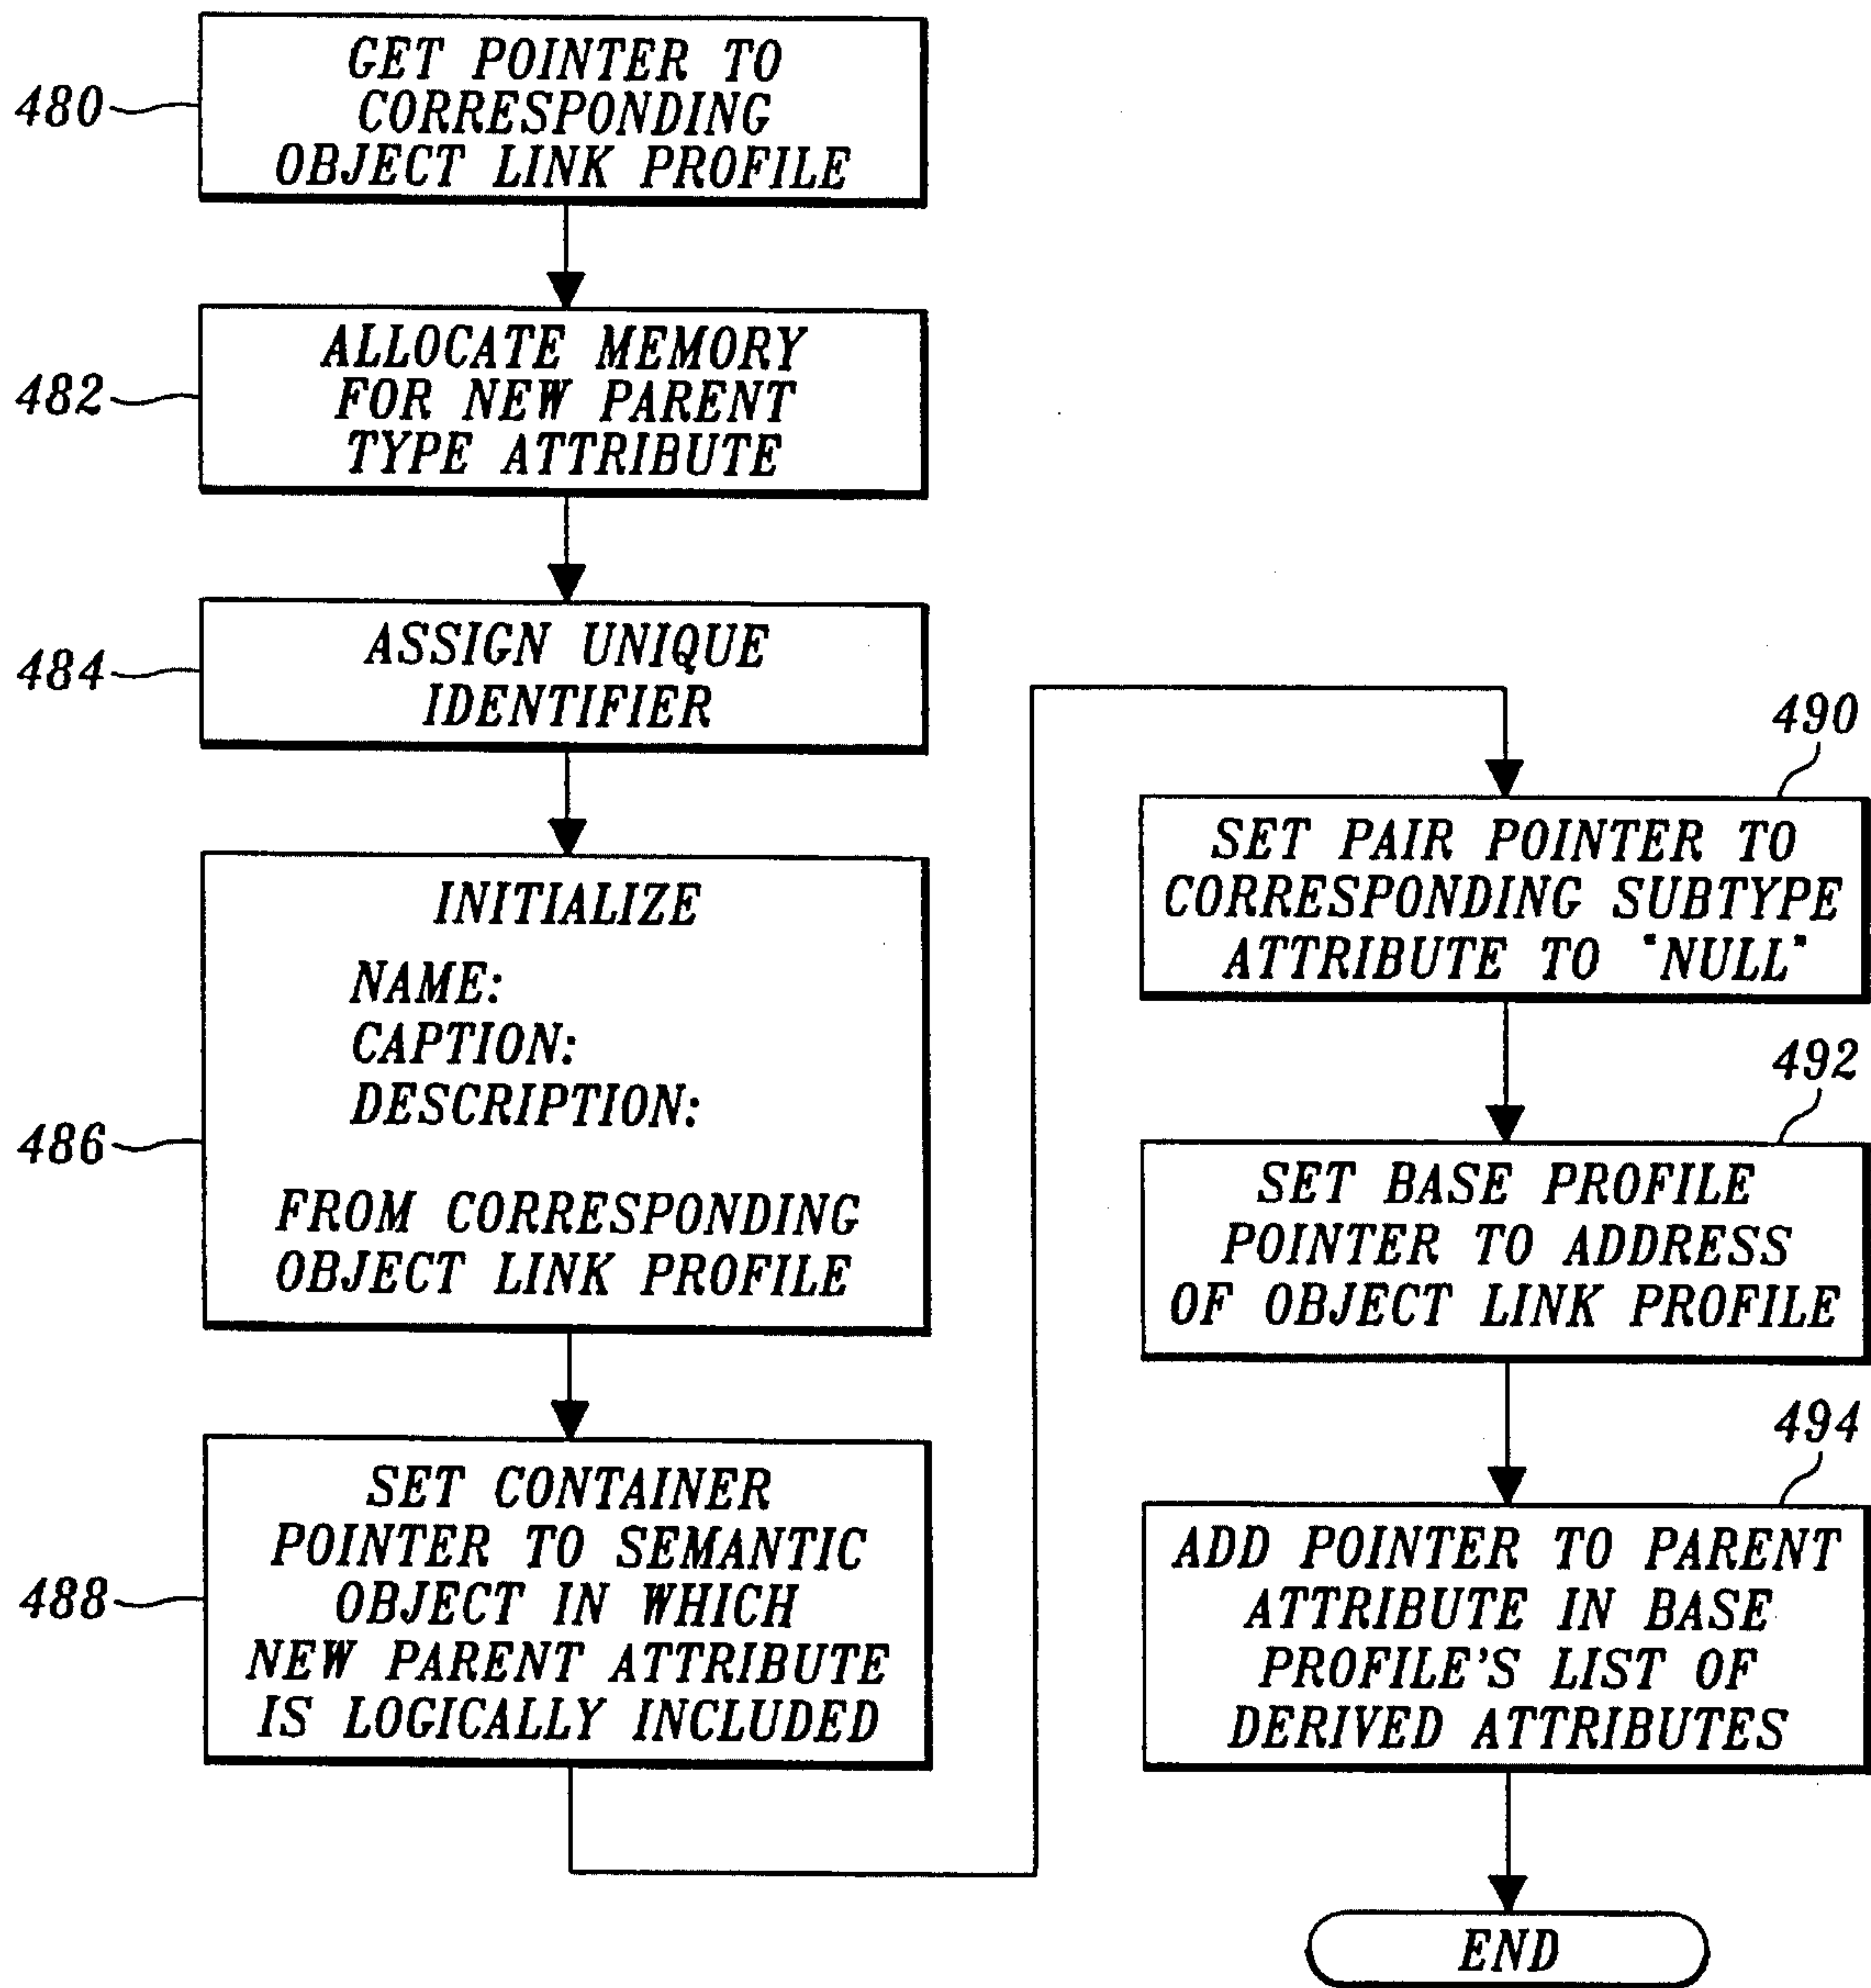 480
GET POINTER TO
CORRESPONDING
OBJECT LINK PROFILE
482
ALLOCATE MEMORY
FOR NEW PARENT
TYPE ATTRIBUTE
484
ASSIGN UNIQUE
IDENTIFIER
486
INITIALIZE
NAME:
CAPTION:
DESCRIPTION:
FROM CORRESPONDING
OBJECT LINK PROFILE
488
SET CONTAINER
POINTER TO SEMANTIC
OBJECT IN WHICH
NEW PARENT ATTRIBUTE
IS LOGICALLY INCLUDED
490
SET PAIR POINTER TO
CORRESPONDING SUBTYPE
ATTRIBUTE TO "NULL"
492
SET BASE PROFILE
POINTER TO ADDRESS
OF OBJECT LINK PROFILE
494
ADD POINTER TO PARENT
ATTRIBUTE IN BASE
PROFILE'S LIST OF
DERIVED ATTRIBUTES
END